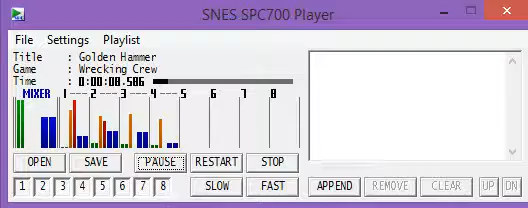 SNES SPC700 Player
File Settings Playlist
Title : Golden Hammer
Game : Wrecking Crew
Time : 0:00:08.586
MIXER 1 2 3 4 5 6 7 8
OPEN SAVE PAUSE RESTART STOP
1 2 3 4 5 6 7 8 SLOW FAST APPEND REMOVE CLEAR UP DN